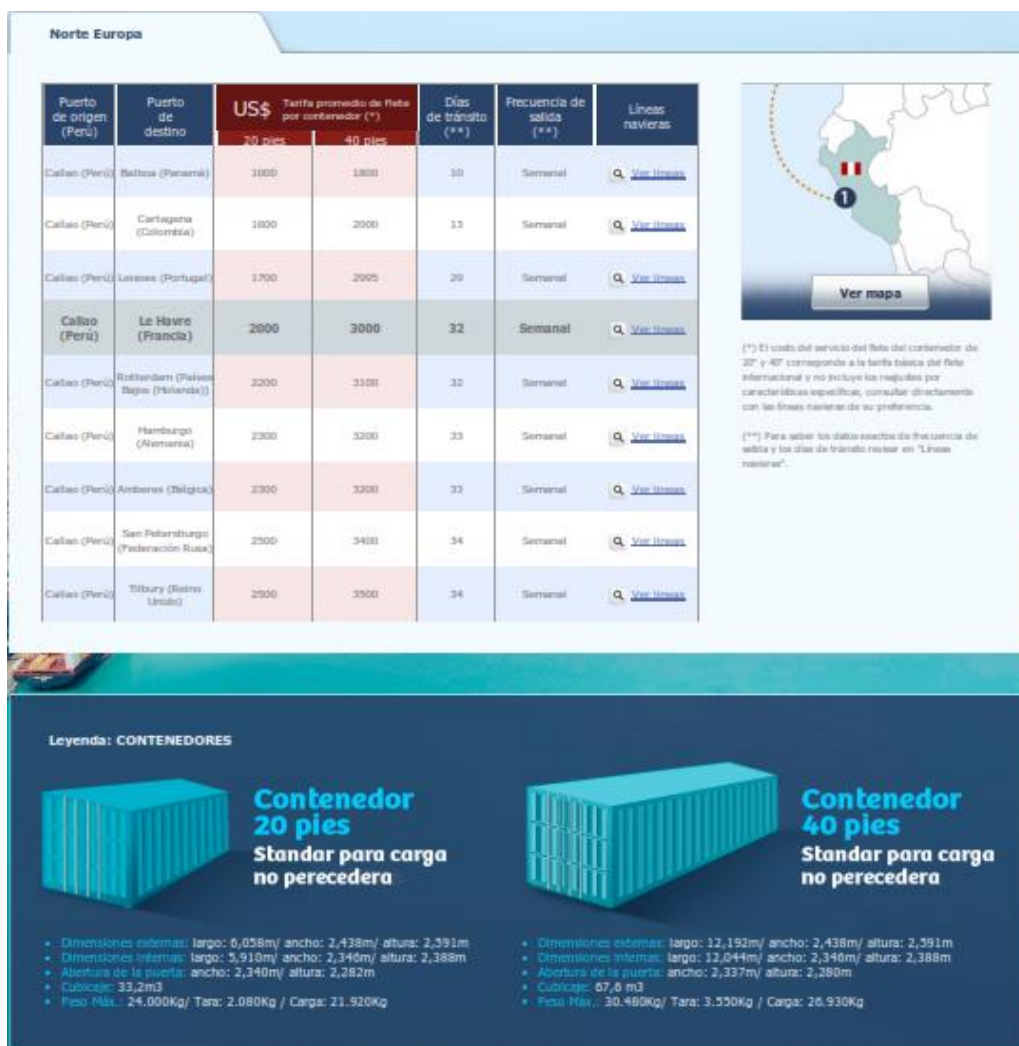 Norte Europa
Puerto de origen (Perú) Puerto de destino US$ Tarifa promedio de flete por contenedor (*) Días de tránsito (**) Frecuencia de salida (**) Líneas navieras
20 pies 40 pies
Callao (Perú) Balboa (Panamá) 1800 10 Semanal Ver líneas
Callao (Perú) Cartagena (Colombia) 2000 13 Semanal Ver líneas
Callao (Perú) Leixoes (Portugal) 1700 2995 29 Semanal Ver líneas
Callao (Perú) Le Havre (Francia) 2000 3000 32 Semanal Ver líneas
Callao (Perú) Rotterdam (Países Bajos (Holanda)) 2200 3100 32 Semanal Ver líneas
Callao (Perú) Hamburgo (Alemania) 2300 3200 33 Semanal Ver líneas
Callao (Perú) Amberes (Bélgica) 2300 3200 33 Semanal Ver líneas
Callao (Perú) San Petersburgo (Federación Rusa) 2500 3400 34 Semanal Ver líneas
Callao (Perú) Tilbury (Reino Unido) 3500 34 Semanal Ver líneas
1
Ver mapa
(*) El costo del servicio del flete del contenedor de
20" y 40" corresponde a la tarifa básica del flete
internacional y no incluye los reajustes por
características específicas, consultar directamente
con las líneas navieras de su preferencia.
(**) Para saber los datos exactos de frecuencia de
salida y los días de tránsito revisar en "Líneas
navieras".
Leyenda: CONTENEDORES
Contenedor
20 pies
Standar para carga
no perecedera
• Dimensiones externas: largo: 6,058m/ ancho: 2,438m/ altura: 2,591m
• Dimensiones internas: largo: 5,910m/ ancho: 2,346m/ altura: 2,388m
• Abertura de la puerta: ancho: 2,340m/ altura: 2,282m
• Cubicaje: 33,2m3
• Peso Máx.: 24.000Kg/ Tara: 2.080Kg / Carga: 21.920Kg
Contenedor
40 pies
Standar para carga
no perecedera
• Dimensiones externas: largo: 12,192m/ ancho: 2,438m/ altura: 2,591m
• Dimensiones internas: largo: 12,044m/ ancho: 2,346m/ altura: 2,388m
• Abertura de la puerta: ancho: 2,337m/ altura: 2,280m
• Cubicaje: 67,6 m3
• Peso Máx.: 30.480Kg/ Tara: 3.550Kg / Carga: 26.930Kg